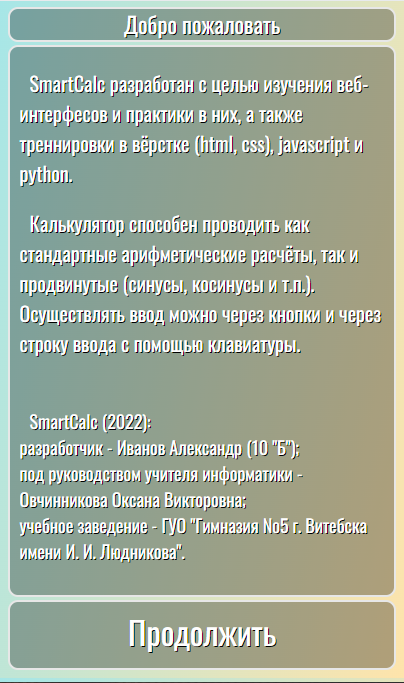 Добро пожаловать
SmartCalc разработан с целью изучения веб-
интерфесов и практики в них, а также
треннировки в вёрстке (html, css), javascript и
python.
Калькулятор способен проводить как
стандартные арифметические расчёты, так и
продвинутые (синусы, косинусы и т.п.).
Осуществлять ввод можно через кнопки и через
строку ввода с помощью клавиатуры.
SmartCalc (2022):
разработчик - Иванов Александр (10 "Б");
под руководством учителя информатики -
Овчинникова Оксана Викторовна;
учебное заведение - ГУО "Гимназия №5 г. Витебска
имени И. И. Людникова".
Продолжить